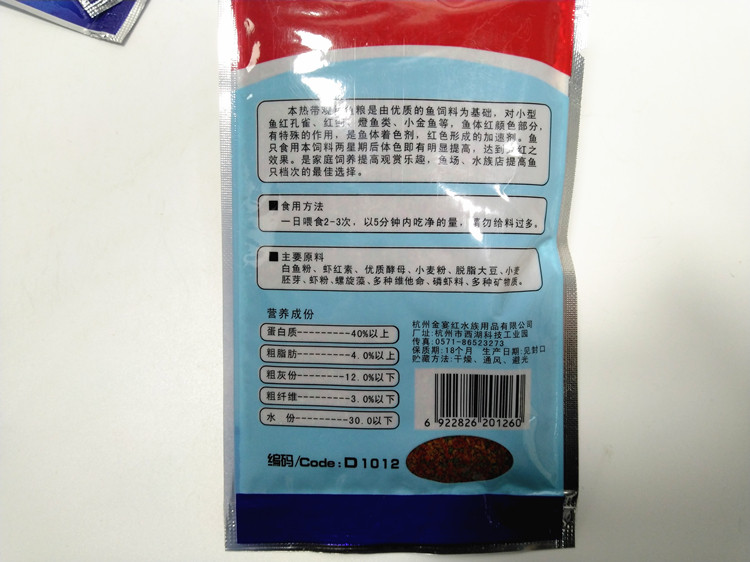 本热带观 粮是由优质的鱼饲料为基础，对小型
鱼红孔雀、红 、燈鱼类、小金鱼等，鱼体红颜色部分，
有特殊的作用，是鱼体着色剂，红色形成的加速剂。鱼
只食用本饲料两星期后体色即有明显提高，达到 红之
效果。是家庭饲养提高观赏乐趣，鱼场、水族店提高鱼
只档次的最佳选择。
■食用方法
一日喂食2-3次，以5分钟内吃净的量，勿给料过多。
■主要原料
白鱼粉、虾红素、优质酵母、小麦粉、脱脂大豆、小麦
胚芽、虾粉、螺旋藻、多种维他命、磷虾料、多种矿物质。
营养成份
蛋白质---------40%以上
粗脂肪---------4.0%以上
粗灰份---------12.0%以下
粗纤维---------3.0%以下
水 份---------30.0以下
杭州金宴红水族用品有限公司
厂址:杭州市西湖科技工业园
传真:0571-86523273
保质期:18个月 生产日期:见封口
贮藏方法:干燥、通风、避光
6 922826 201260
编码/Code:D1012